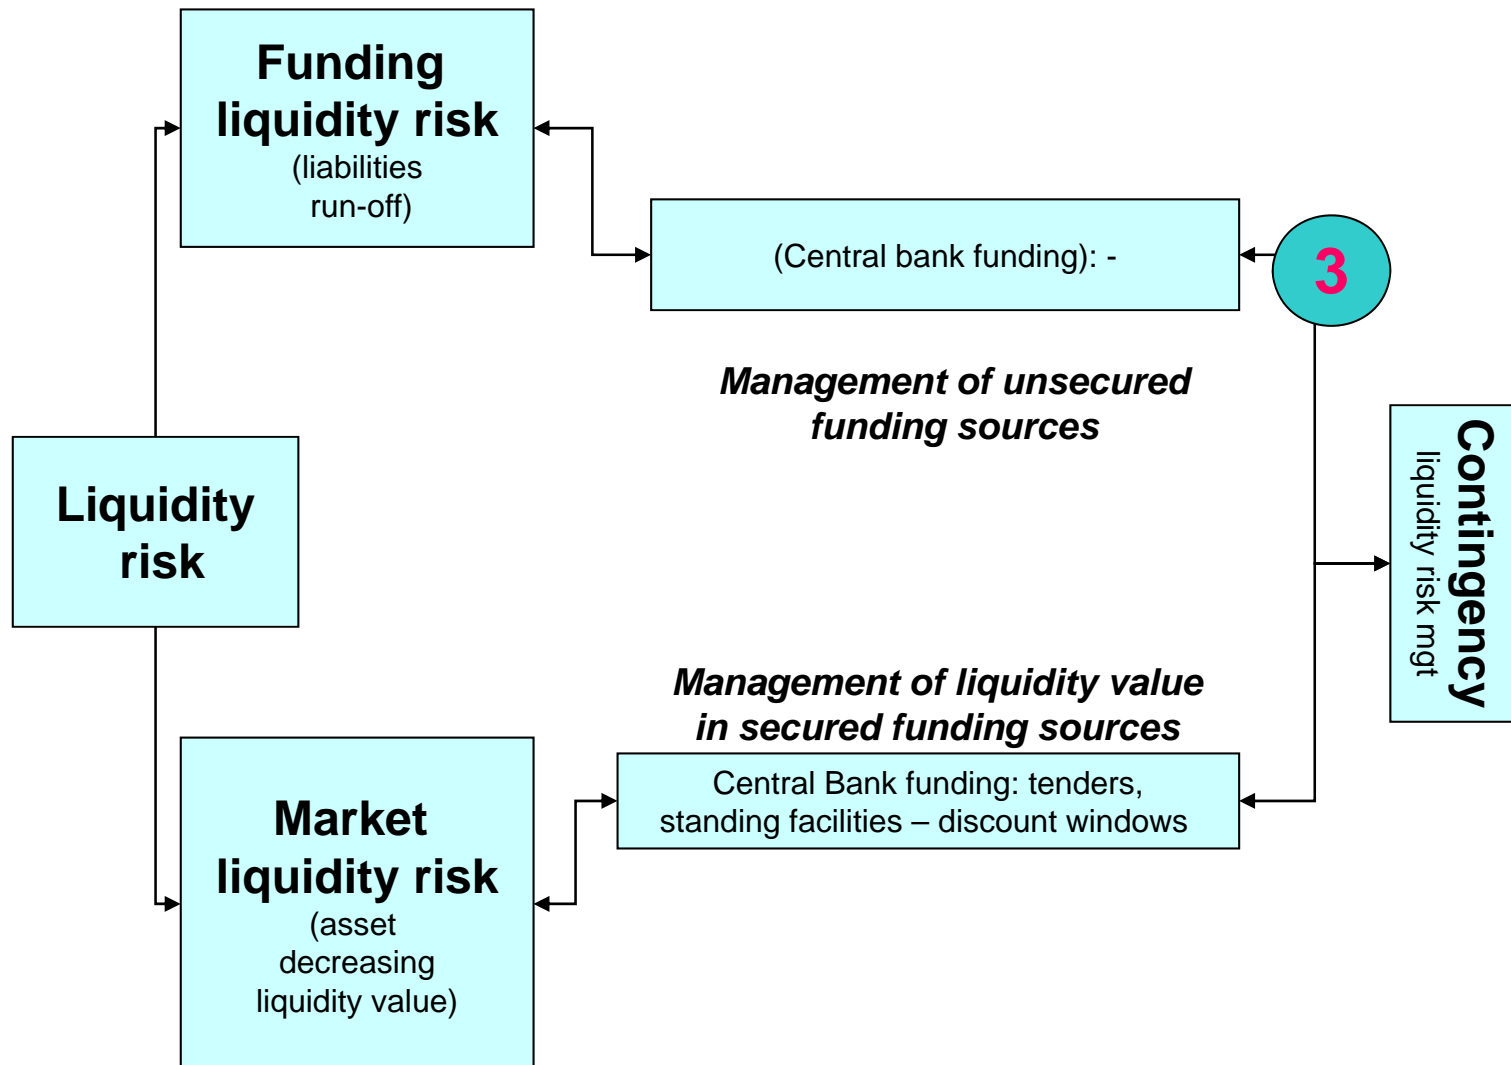 Funding
liquidity risk
(liabilities
run-off)
(Central bank funding): -
3
Management of unsecured
funding sources
Contingency
liquidity risk mgt
Liquidity
risk
Management of liquidity value
in secured funding sources
Central Bank funding: tenders,
standing facilities – discount windows
Market
liquidity risk
(asset
decreasing
liquidity value)